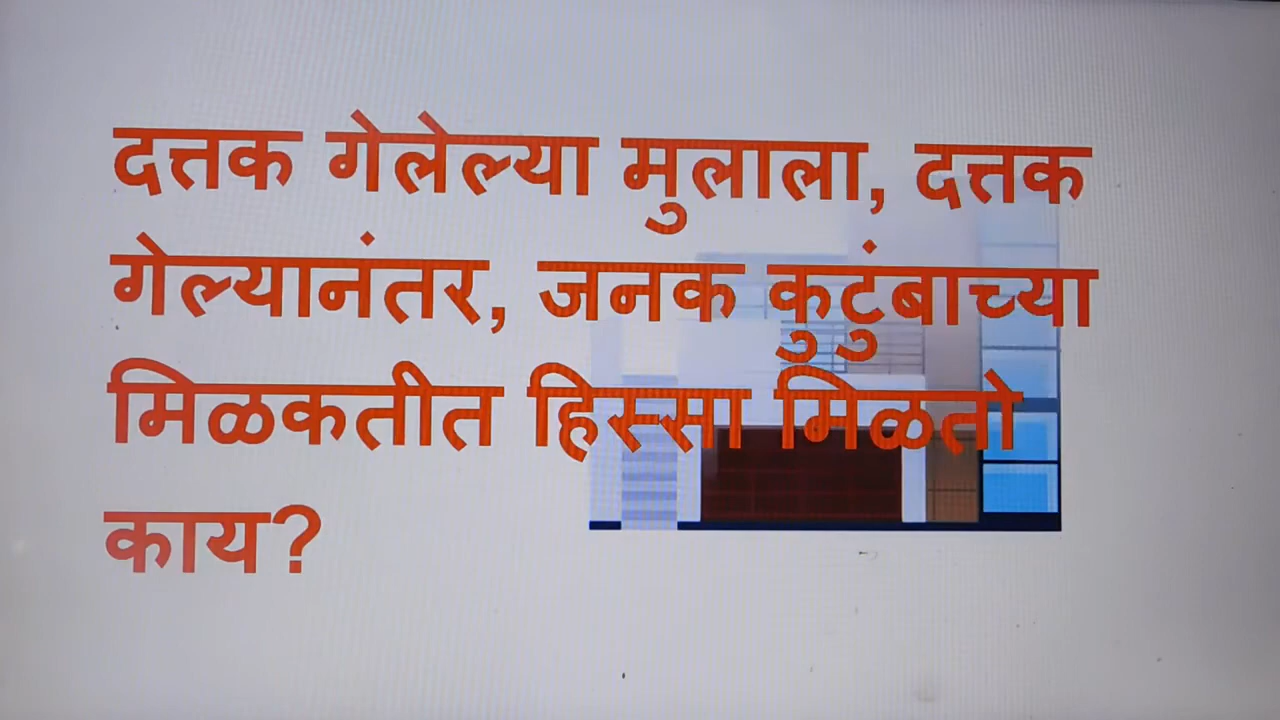 दत्तक गेलेल्या मुलाला, दत्तक
गेल्यानंतर, जनक कुटुंबाच्या
मिळकतीत हिस्सा मिळतो
काय?